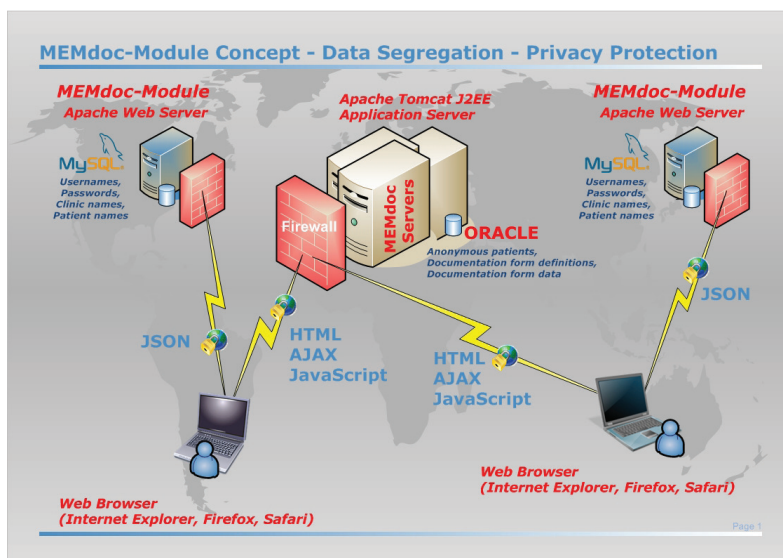 MEMdoc-Module Concept - Data Segregation - Privacy Protection
MEMdoc-Module
Apache Web Server
MySQL
Usernames,
Passwords,
Clinic names,
Patient names
Apache Tomcat J2EE
Application Server
Firewall
MEMdoc
Servers
ORACLE
Anonymous patients,
Documentation form definitions,
Documentation form data
MEMdoc-Module
Apache Web Server
MySQL
Usernames,
Passwords,
Clinic names,
Patient names
JSON
HTML
AJAX
JavaScript
HTML
AJAX
JavaScript
JSON
Web Browser
(Internet Explorer, Firefox, Safari)
Web Browser
(Internet Explorer, Firefox, Safari)
Page 1